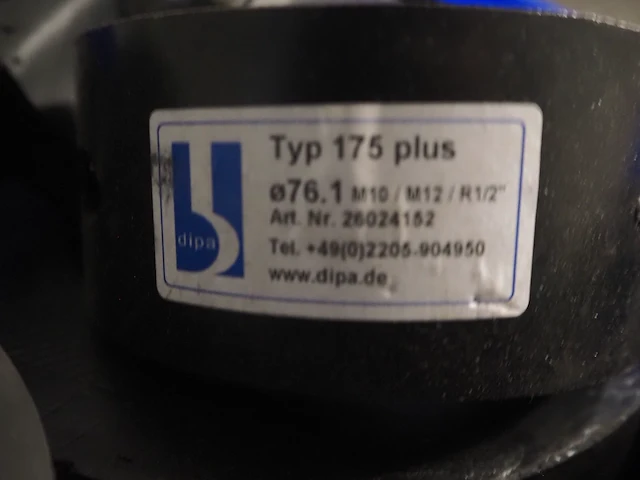 Typ 175 plus
ø76.1 M10 / M12 / R1/2"
Art. Nr. 26024152
Tel. +49(0)2205-904950
www.dipa.de
dipa